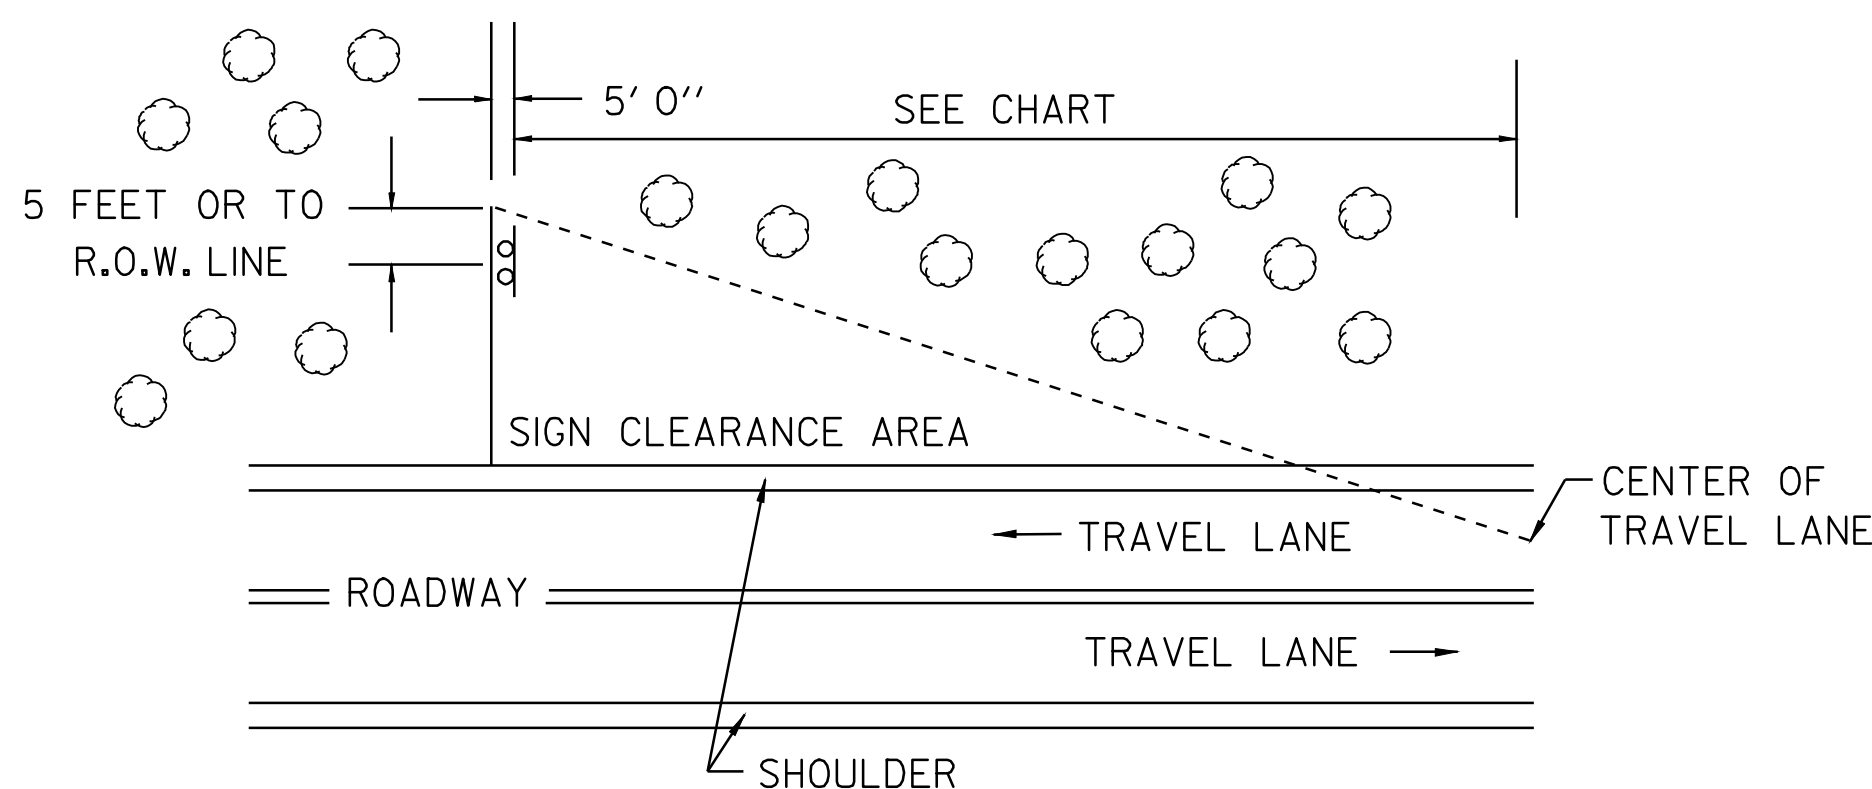 5' 0"
SEE CHART
5 FEET OR TO
R.O.W. LINE
SIGN CLEARANCE AREA
CENTER OF
TRAVEL LANE
TRAVEL LANE
ROADWAY
TRAVEL LANE
SHOULDER